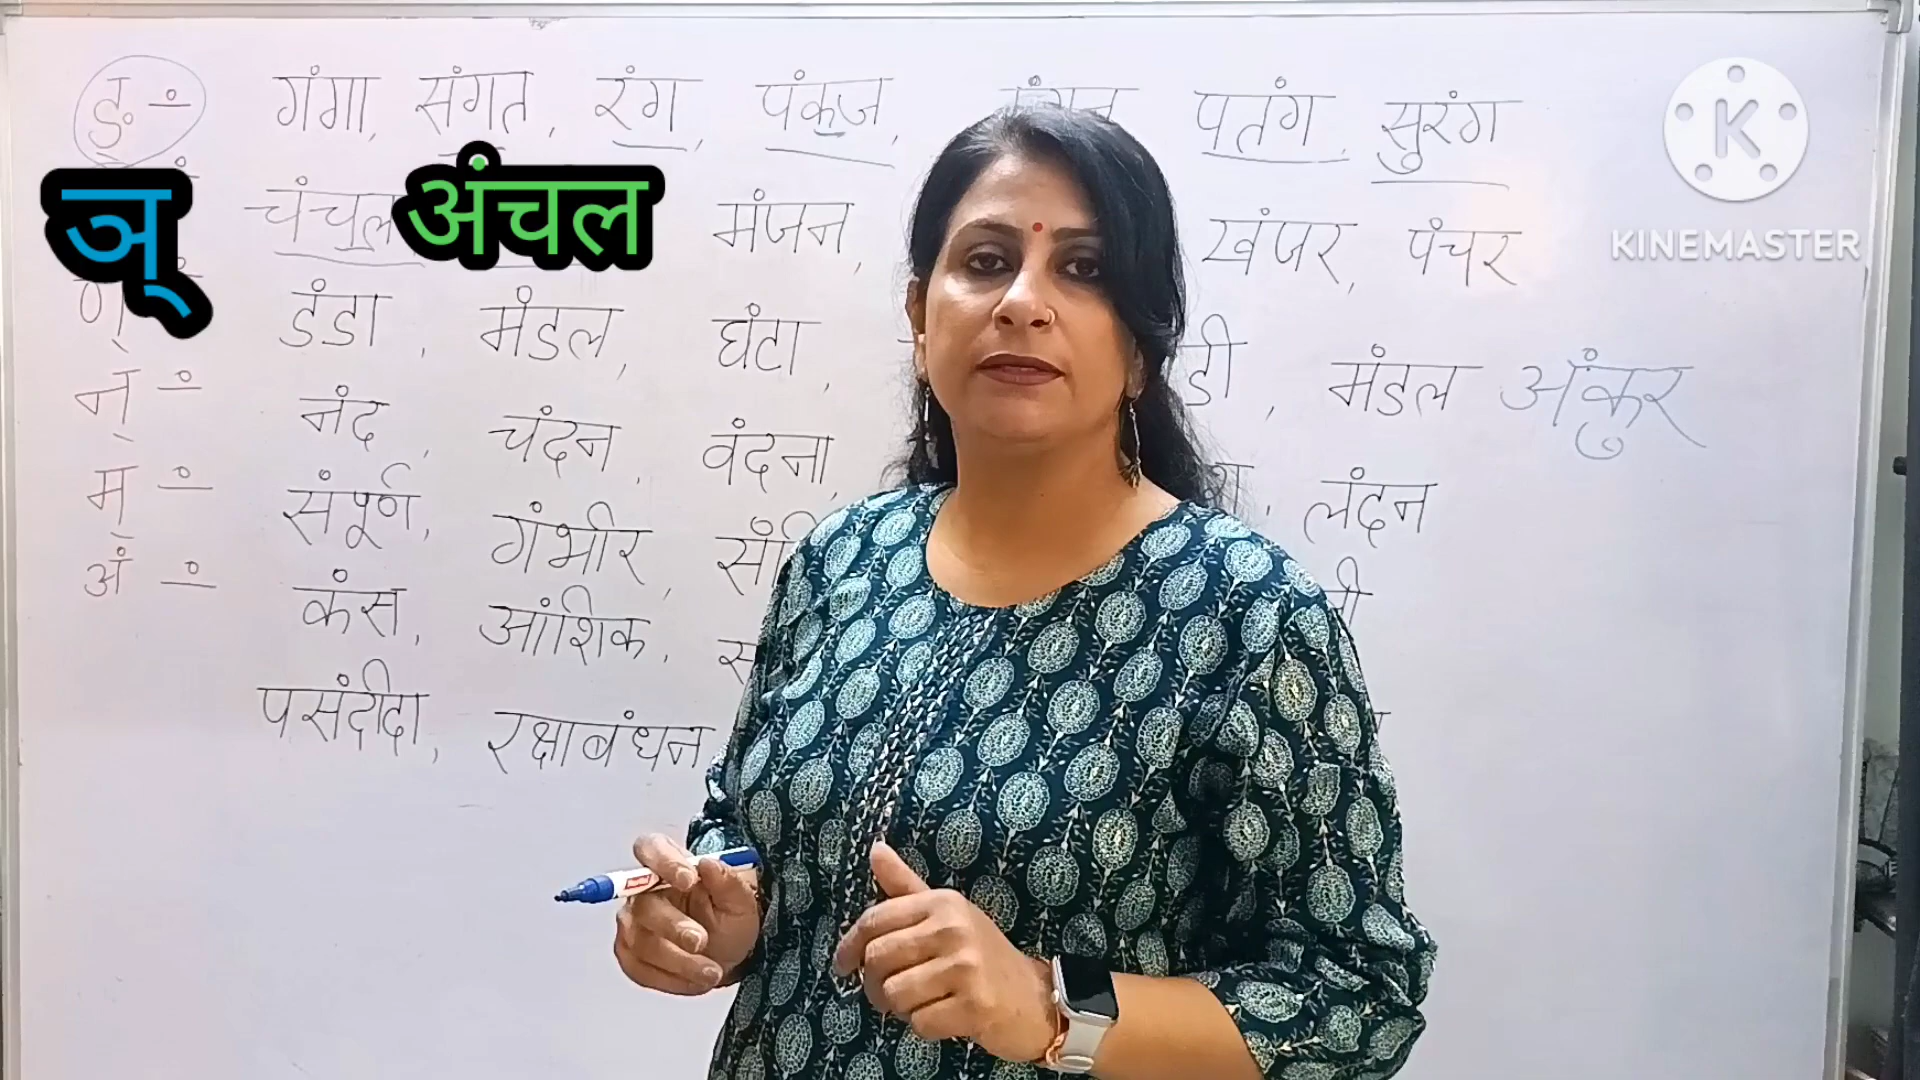 ङ् - ÷ गंगा, संगत, रंग, पंकज, पतंग, सुरंग
ञ् चंचल अंचल मंजन, खंजर, पंचर
ण् डंडा, मंडल, घंटा, डी, मंडल अंकुर
न् ÷ नंद, चंदन, वंदना, लंदन
म् ÷ संपूर्ण, गंभीर,
अं ÷ कंस, आंशिक,
पसंदीदा, रक्षाबंधन
K
KINEMASTER